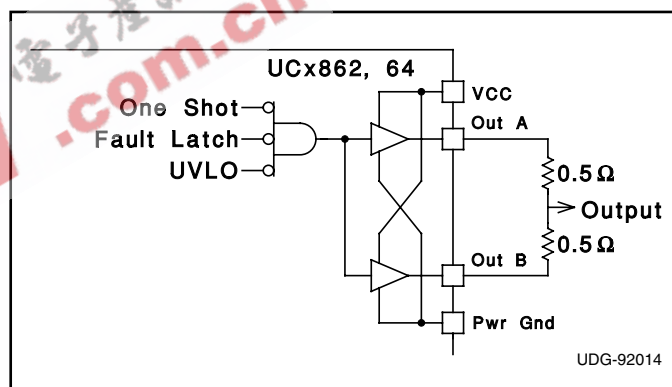 .com.cn
UCx862, 64
VCC
One Shot
Out A
Fault Latch
UVLO
0.5Ω
Output
0.5Ω
Out B
Pwr Gnd
UDG-92014